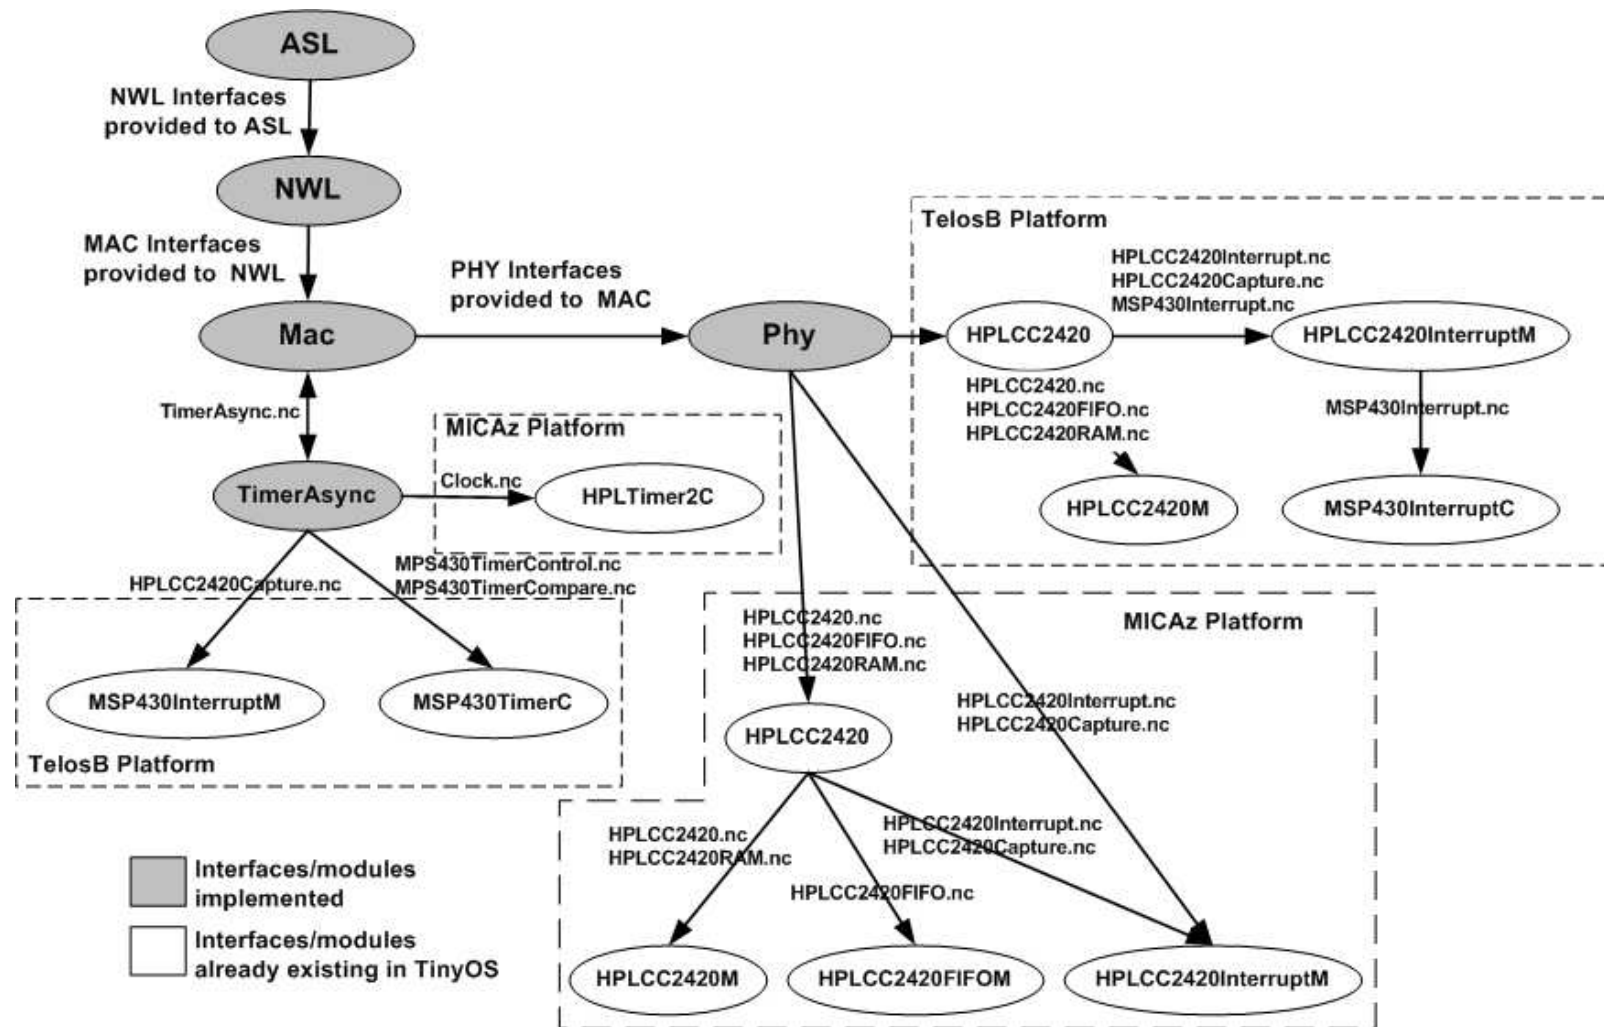 ASL
NWL Interfaces
provided to ASL
NWL
MAC Interfaces
provided to NWL
PHY Interfaces
provided to MAC
Mac
Phy
TelosB Platform
HPLCC2420Interrupt.nc
HPLCC2420Capture.nc
MSP430Interrupt.nc
HPLCC2420
HPLCC2420InterruptM
HPLCC2420.nc
HPLCC2420FIFO.nc
HPLCC2420RAM.nc
MSP430Interrupt.nc
HPLCC2420M
MSP430InterruptC
TimerAsync.nc
MICAz Platform
TimerAsync
Clock.nc
HPLTimer2C
HPLCC2420Capture.nc
MPS430TimerControl.nc
MPS430TimerCompare.nc
MSP430InterruptM
MSP430TimerC
TelosB Platform
MICAz Platform
HPLCC2420.nc
HPLCC2420FIFO.nc
HPLCC2420RAM.nc
HPLCC2420Interrupt.nc
HPLCC2420Capture.nc
HPLCC2420
HPLCC2420.nc
HPLCC2420RAM.nc
HPLCC2420Interrupt.nc
HPLCC2420Capture.nc
HPLCC2420FIFO.nc
HPLCC2420M
HPLCC2420FIFOM
HPLCC2420InterruptM
Interfaces/modules
implemented
Interfaces/modules
already existing in TinyOS